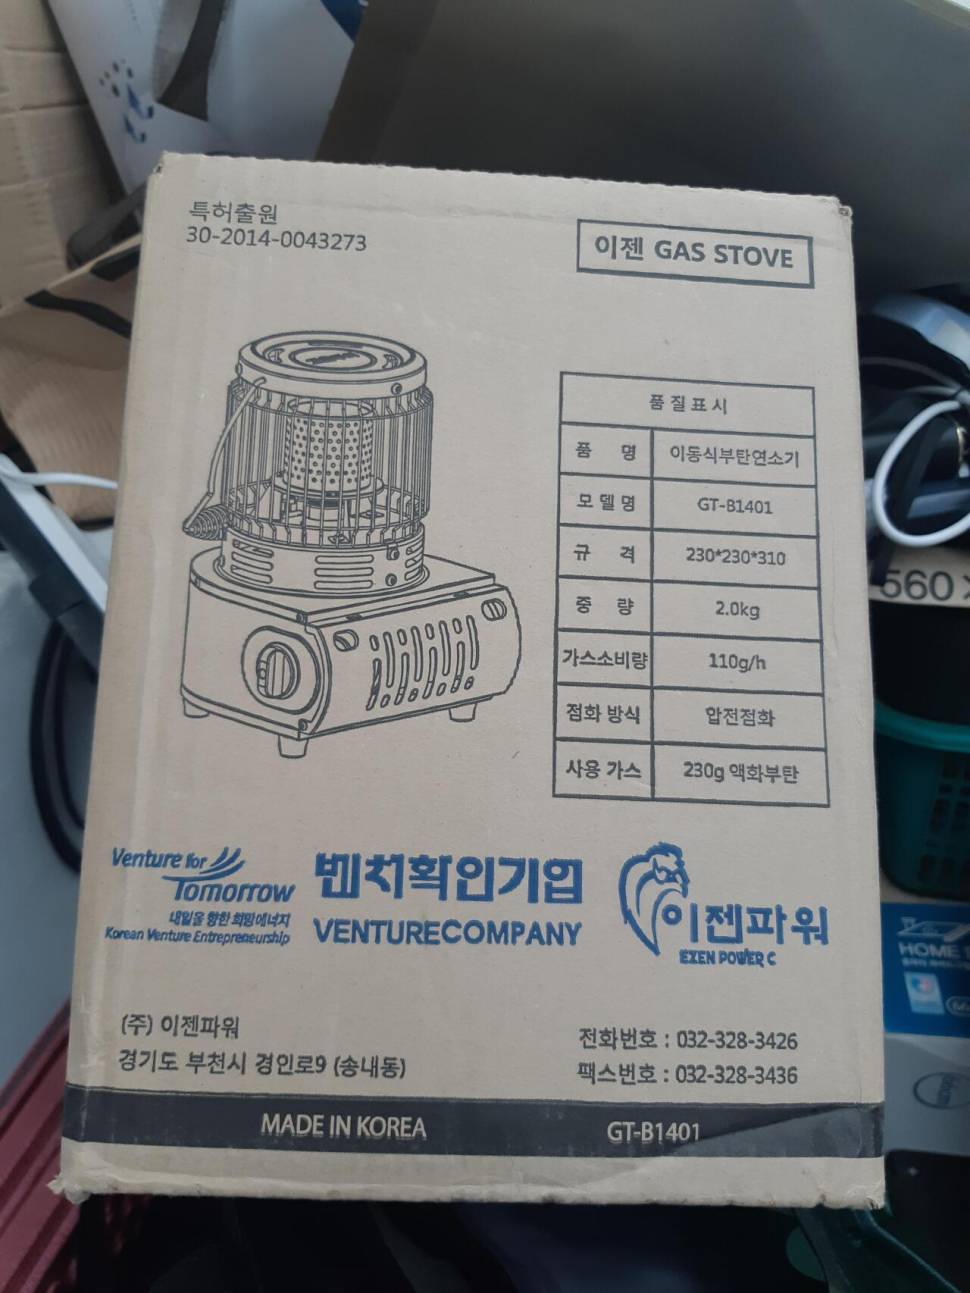 특허출원
30-2014-0043273
이젠 GAS STOVE
품질표시
품 명 이동식부탄연소기
모델명 GT-B1401
규 격 230*230*310
중 량 2.0kg
가스소비량 110g/h
점화 방식 압전점화
사용 가스 230g 액화부탄
Venture for
Tomorrow
내일을 향한 희망에너지
Korean Venture Entrepreneurship
벤처확인기업
VENTURECOMPANY
이젠파워
EZEN POWER C
(주) 이젠파워
경기도 부천시 경인로9 (송내동)
전화번호 : 032-328-3426
팩스번호 : 032-328-3436
MADE IN KOREA
GT-B1401
560
HOME